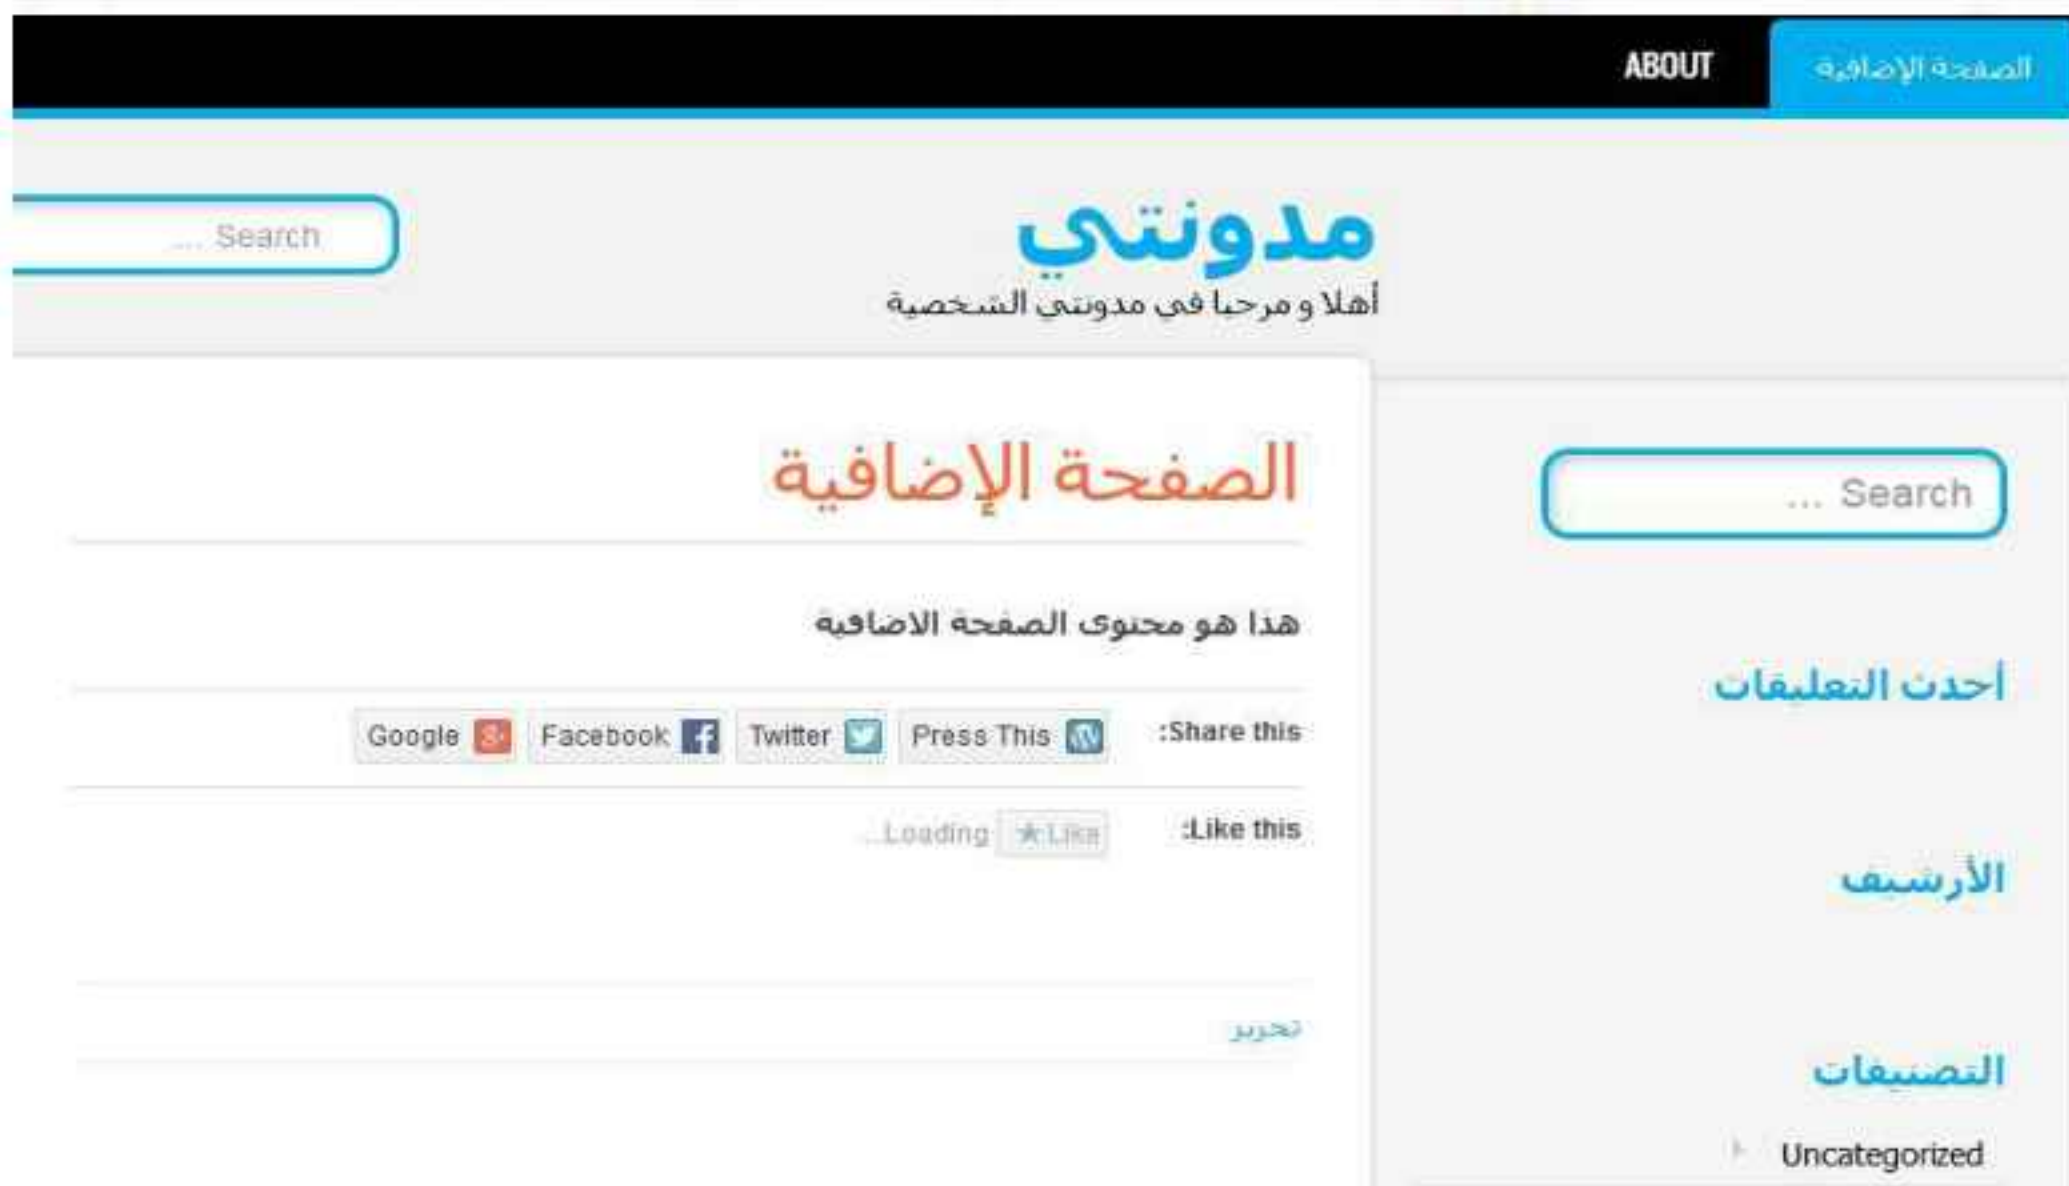 الصفحة الإضافية ABOUT
مدونتي
Search ...
أهلا و مرحبا في مدونتي الشخصية
الصفحة الإضافية
هذا هو محتوى الصفحة الاضافية
Share this: Press This Twitter Facebook Google
Like this: Like Loading...
تحرير
Search ...
أحدث التعليقات
الأرشيف
التصنيفات
Uncategorized